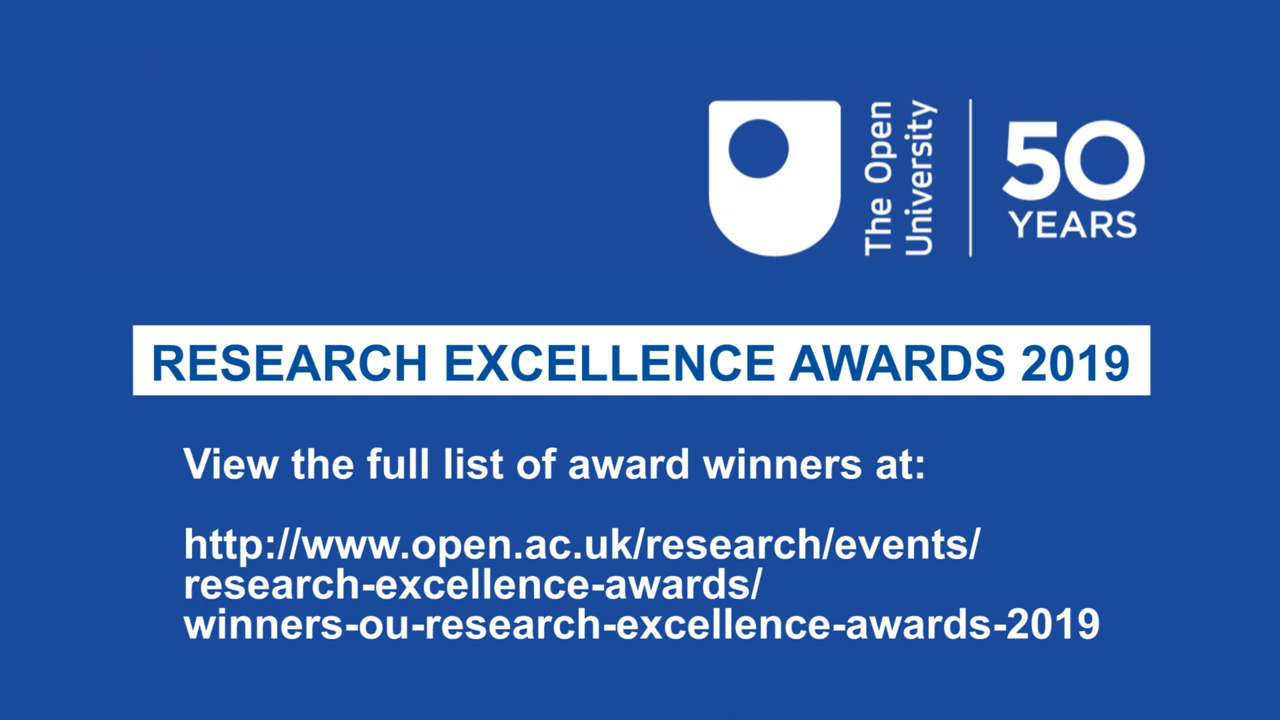 The Open
University
50
YEARS
RESEARCH EXCELLENCE AWARDS 2019
View the full list of award winners at:
http://www.open.ac.uk/research/events/
research-excellence-awards/
winners-ou-research-excellence-awards-2019